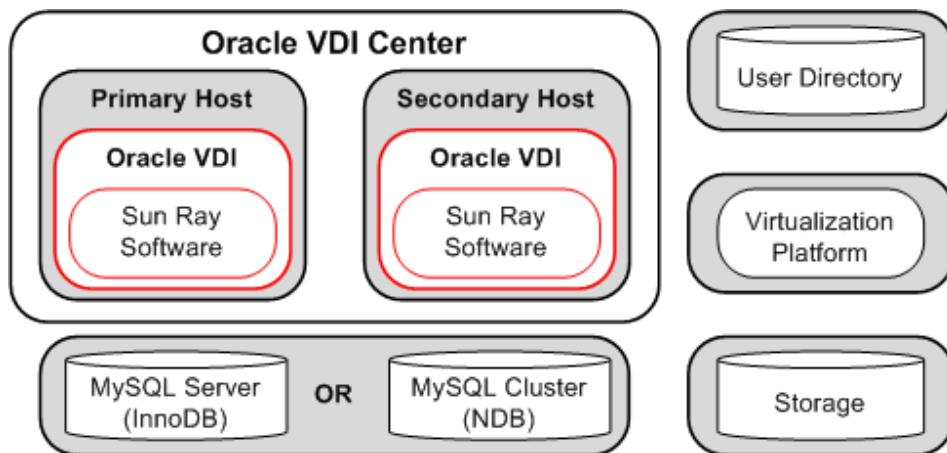 Oracle VDI Center
Primary Host
Oracle VDI
Sun Ray
Software
Secondary Host
Oracle VDI
Sun Ray
Software
MySQL Server
(InnoDB)
OR
MySQL Cluster
(NDB)
User Directory
Virtualization
Platform
Storage